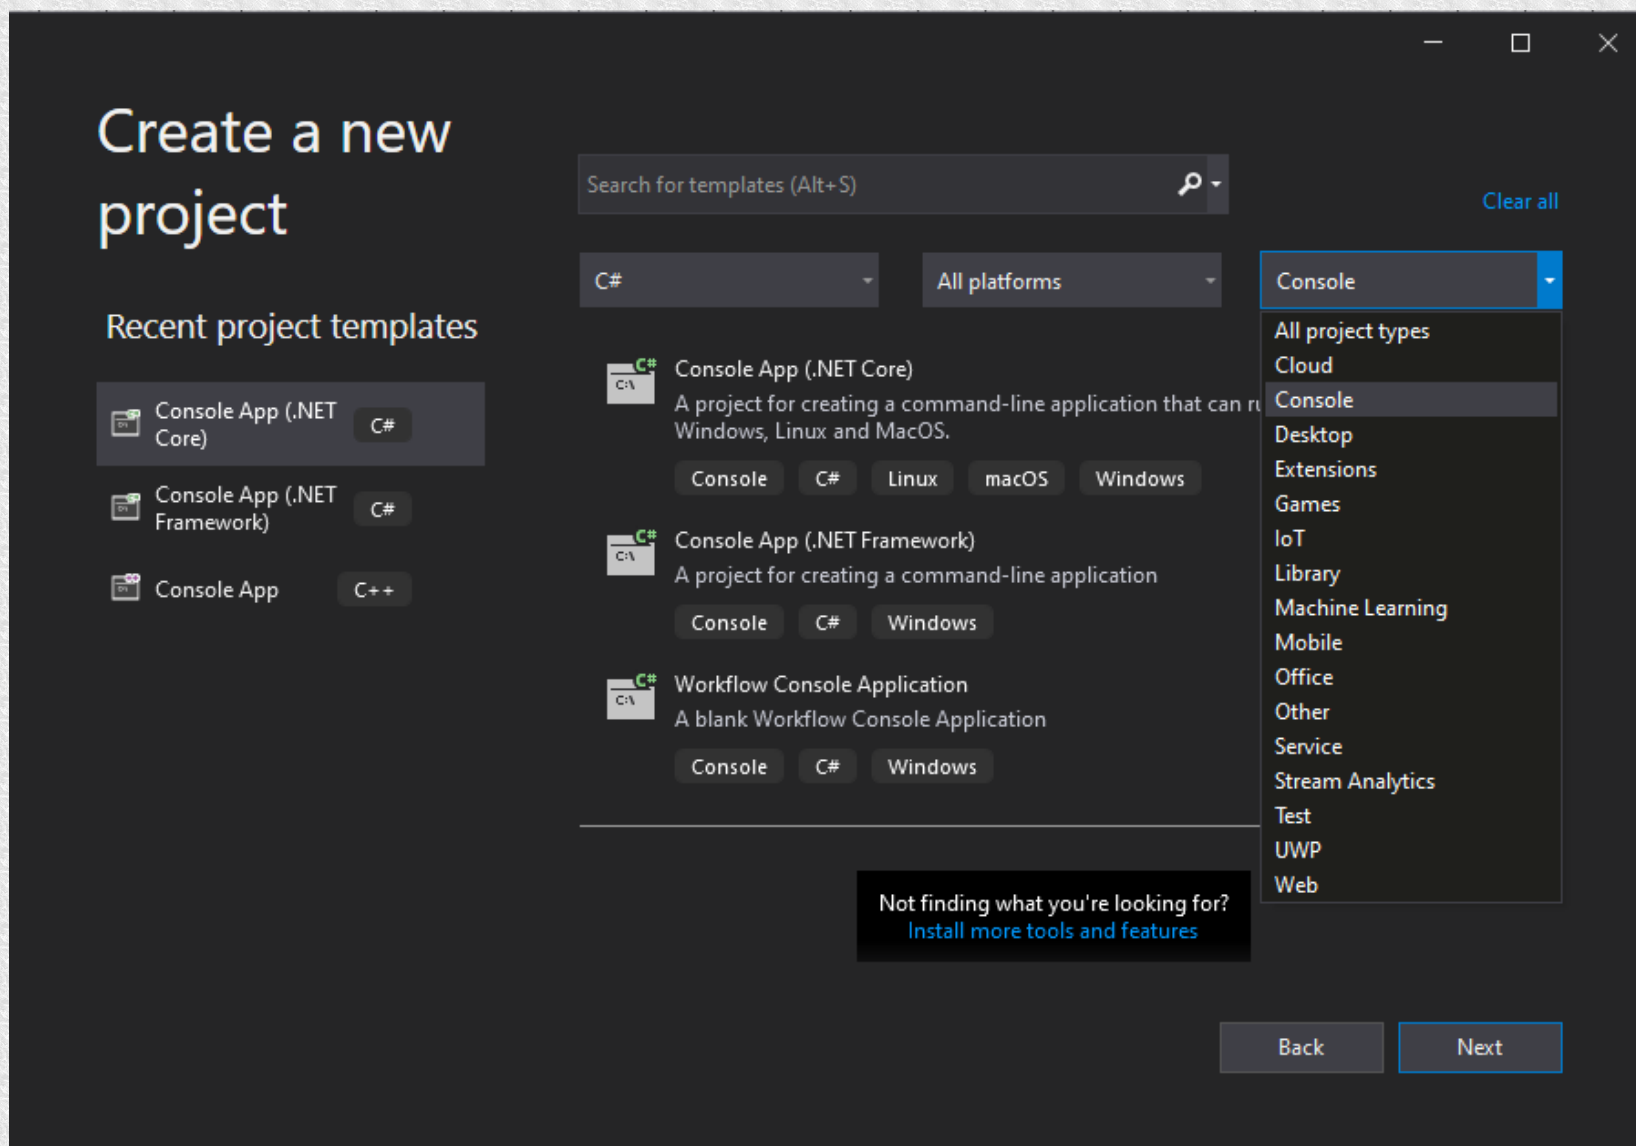 Create a new
project
Recent project templates
Console App (.NET
Core)
C#
Console App (.NET
Framework)
C#
Console App
C++
Search for templates (Alt+S)
Clear all
C#
All platforms
Console
Console App (.NET Core)
A project for creating a command-line application that can
Windows, Linux and MacOS.
Console C# Linux macOS Windows
Console App (.NET Framework)
A project for creating a command-line application
Console C# Windows
Workflow Console Application
A blank Workflow Console Application
Console C# Windows
All project types
Cloud
Console
Desktop
Extensions
Games
IoT
Library
Machine Learning
Mobile
Office
Other
Service
Stream Analytics
Test
UWP
Web
Not finding what you're looking for?
Install more tools and features
Back
Next